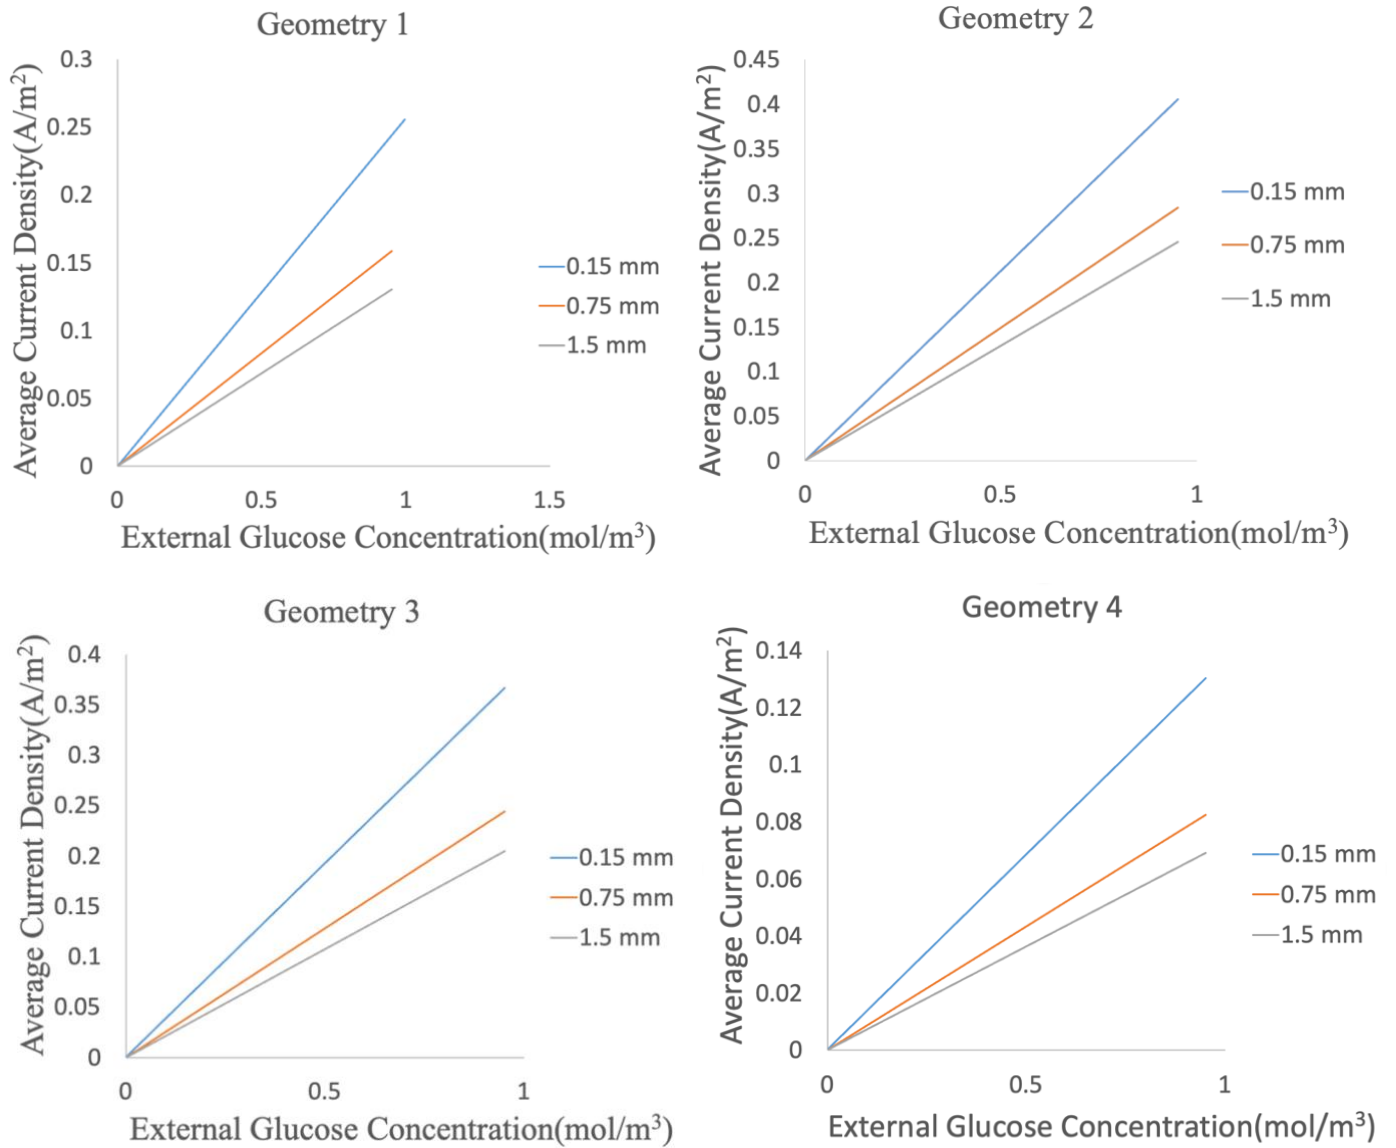 Geometry 1
Average Current Density(A/m²)
0.3
0.25
0.2
0.15
0.1
0.05
0
0 0.5 1 1.5
External Glucose Concentration(mol/m³)
0.15 mm
0.75 mm
1.5 mm
Geometry 2
Average Current Density(A/m²)
0.45
0.4
0.35
0.3
0.25
0.2
0.15
0.1
0.05
0
0 0.5 1
External Glucose Concentration(mol/m³)
0.15 mm
0.75 mm
1.5 mm
Geometry 3
Average Current Density(A/m²)
0.4
0.35
0.3
0.25
0.2
0.15
0.1
0.05
0
0 0.5 1
External Glucose Concentration(mol/m³)
0.15 mm
0.75 mm
1.5 mm
Geometry 4
Average Current Density(A/m²)
0.14
0.12
0.1
0.08
0.06
0.04
0.02
0
0 0.5 1
External Glucose Concentration(mol/m³)
0.15 mm
0.75 mm
1.5 mm